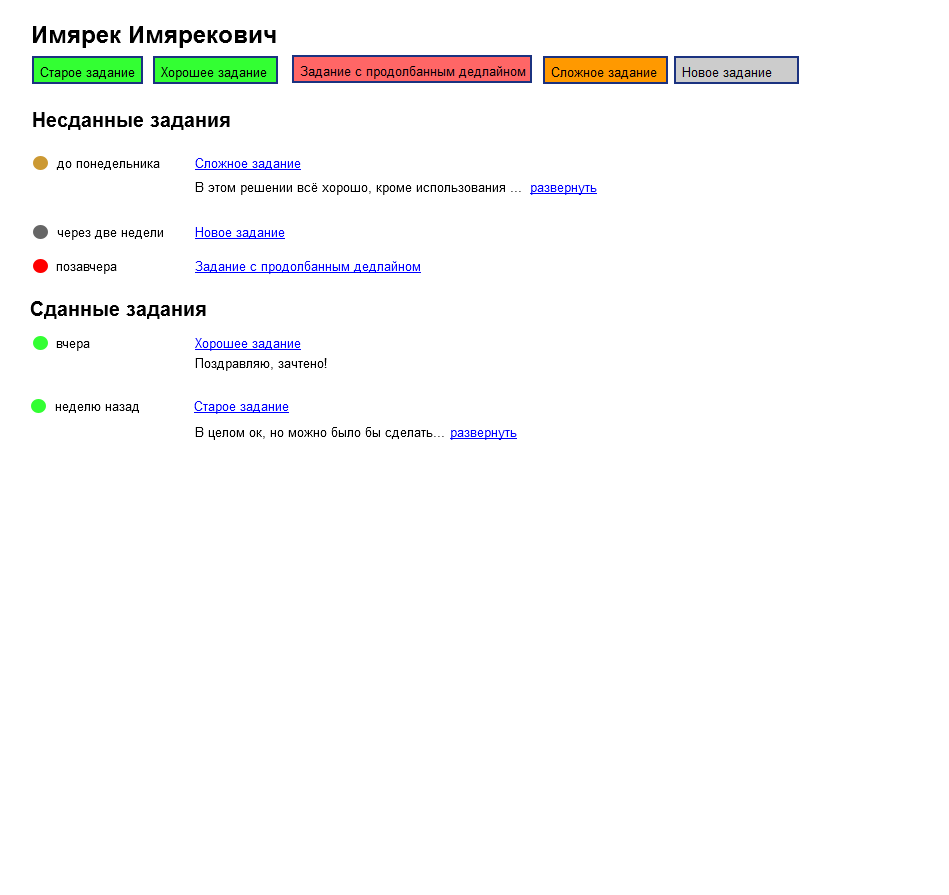 Имярек Имярекович
Старое задание Хорошее задание Задание с продолбанным дедлайном Сложное задание Новое задание
Несданные задания
до понедельника Сложное задание
В этом решении всё хорошо, кроме использования ... развернуть
через две недели Новое задание
позавчера Задание с продолбанным дедлайном
Сданные задания
вчера Хорошее задание
Поздравляю, зачтено!
неделю назад Старое задание
В целом ок, но можно было бы сделать... развернуть